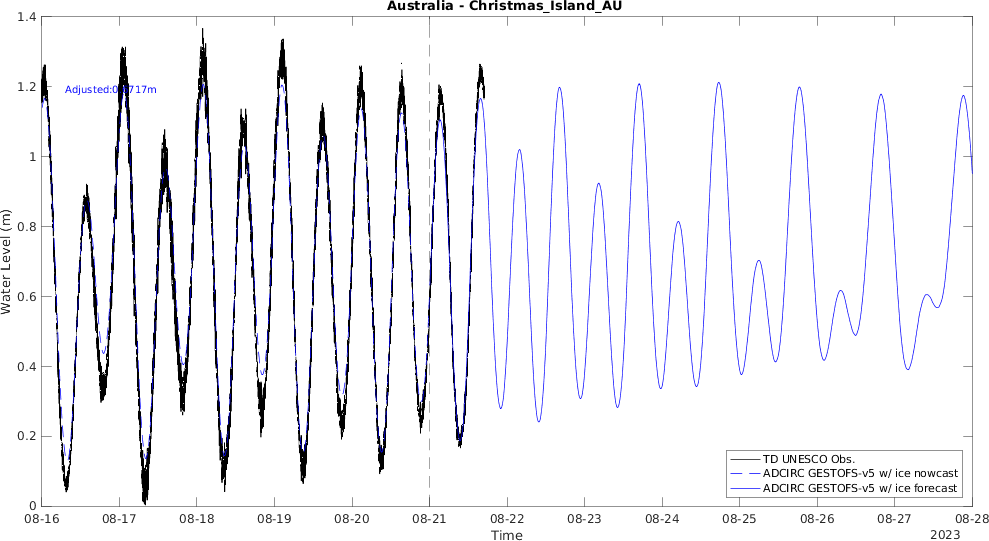 Australia - Christmas_Island_AU
1.4
1.2
1
0.8
0.6
0.4
0.2
0
Water Level (m)
TD UNESCO Obs.
ADCIRC GESTOFS-v5 w/ ice nowcast
ADCIRC GESTOFS-v5 w/ ice forecast
08-16 08-17 08-18 08-19 08-20 08-21 08-22 08-23 08-24 08-25 08-26 08-27 08-28
Time
2023